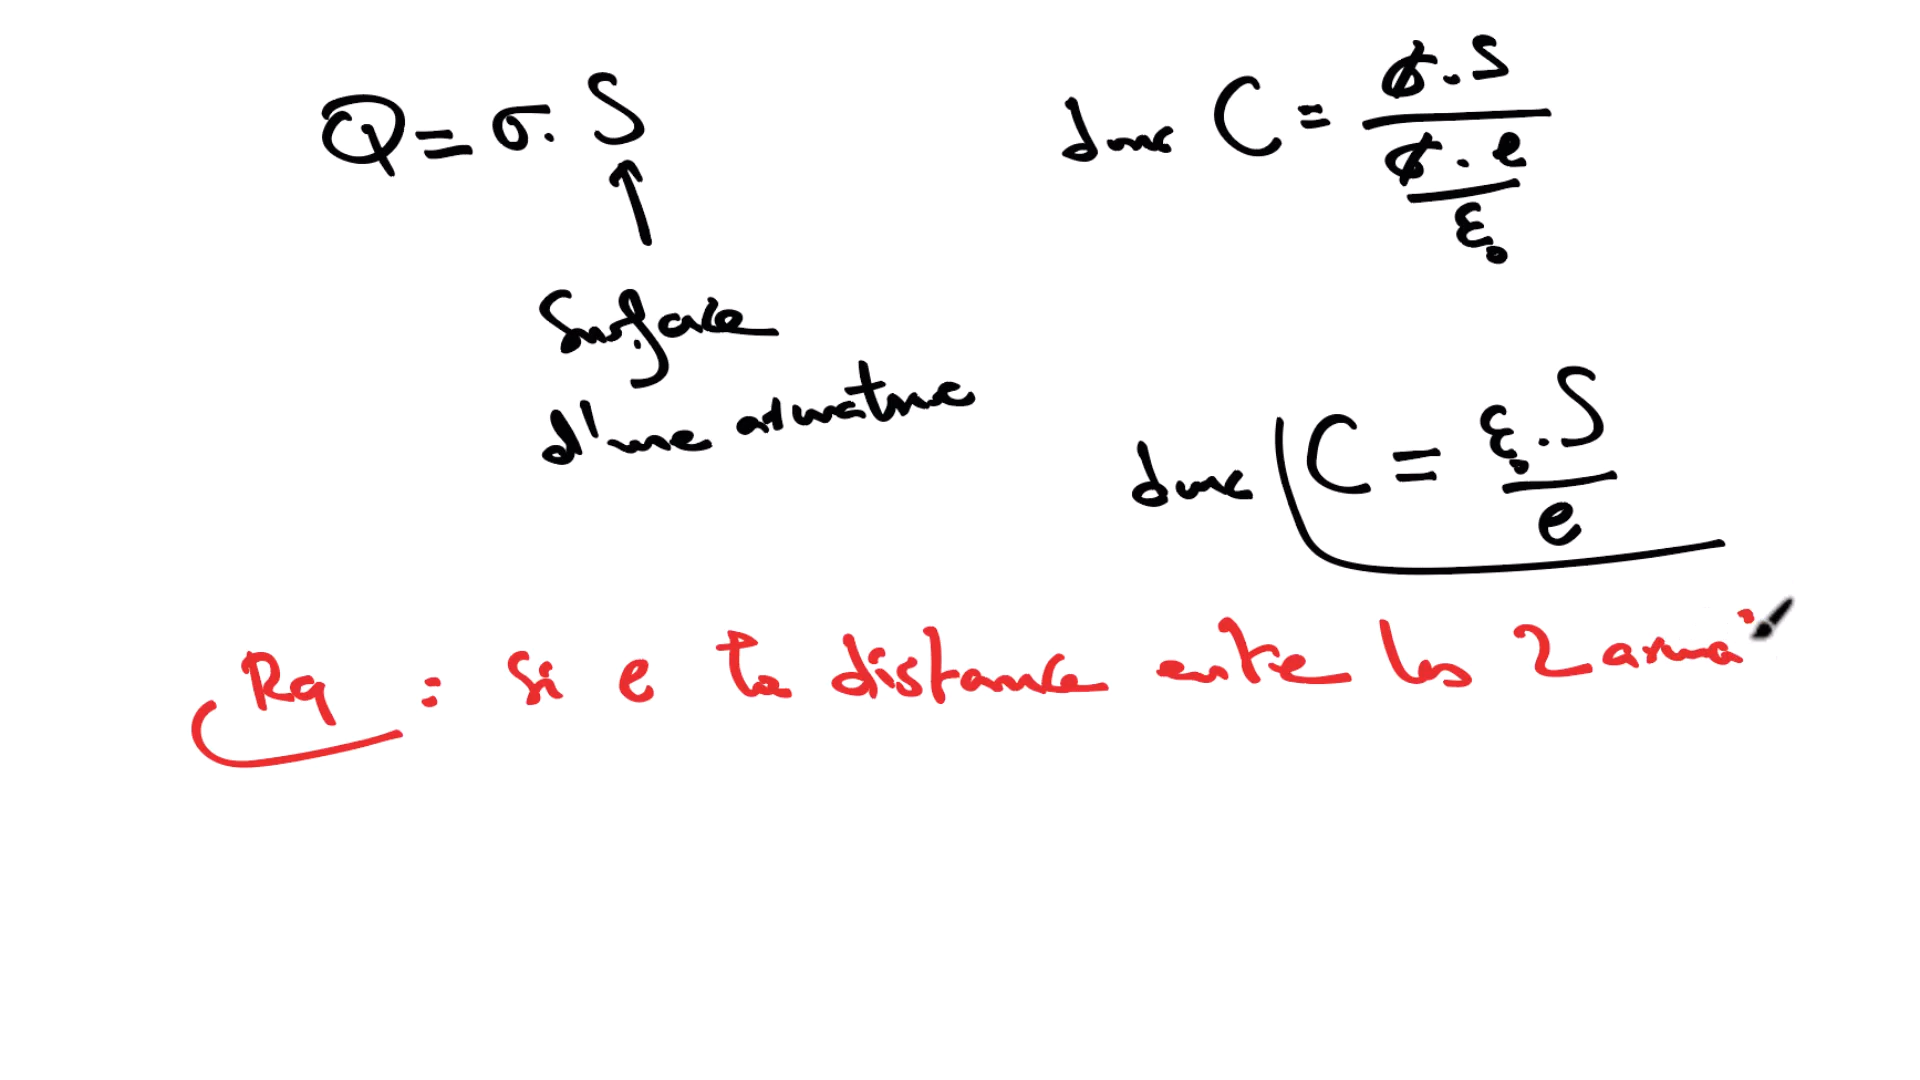 Q = σ. S
Surface
d'une armature
donc C = σ.S / (σ.e / ε₀)
donc C = ε₀.S / e
Rq : Si e la distance entre les 2 arma